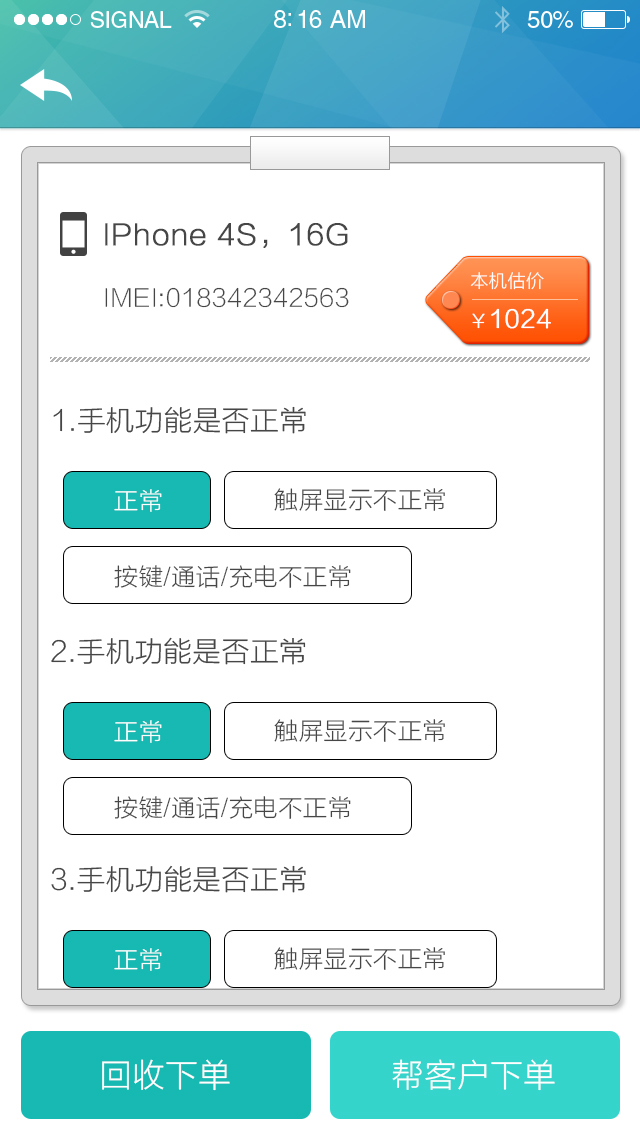 SIGNAL 8:16 AM 50%
IPhone 4S，16G
IMEI:018342342563
本机估价
￥1024
1.手机功能是否正常
正常 触屏显示不正常
按键/通话/充电不正常
2.手机功能是否正常
正常 触屏显示不正常
按键/通话/充电不正常
3.手机功能是否正常
正常 触屏显示不正常
回收下单 帮客户下单